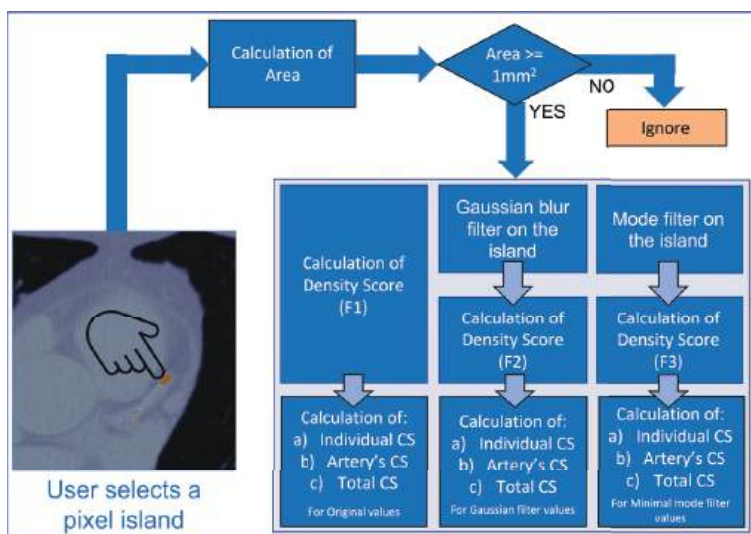 Calculation of
Area
Area >=
1mm²
NO
YES
Ignore
Calculation of
Density Score
(F1)
Gaussian blur
filter on the
island
Mode filter on
the island
Calculation of
Density Score
(F2)
Calculation of
Density Score
(F3)
Calculation of:
a) Individual CS
b) Artery's CS
c) Total CS
For Original values
Calculation of:
a) Individual CS
b) Artery's CS
c) Total CS
For Gaussian filter values
Calculation of:
a) Individual CS
b) Artery's CS
c) Total CS
For Minimal mode filter
values
User selects a
pixel island